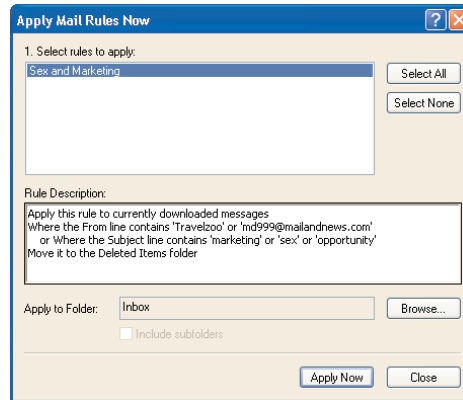 Apply Mail Rules Now
1. Select rules to apply:
Sex and Marketing
Select All
Select None
Rule Description:
Apply this rule to currently downloaded messages
Where the From line contains 'Travelzoo' or 'md999@mailandnews.com'
or Where the Subject line contains 'marketing' or 'sex' or 'opportunity'
Move it to the Deleted Items folder
Apply to Folder:
Inbox
Browse...
Include subfolders
Apply Now
Close